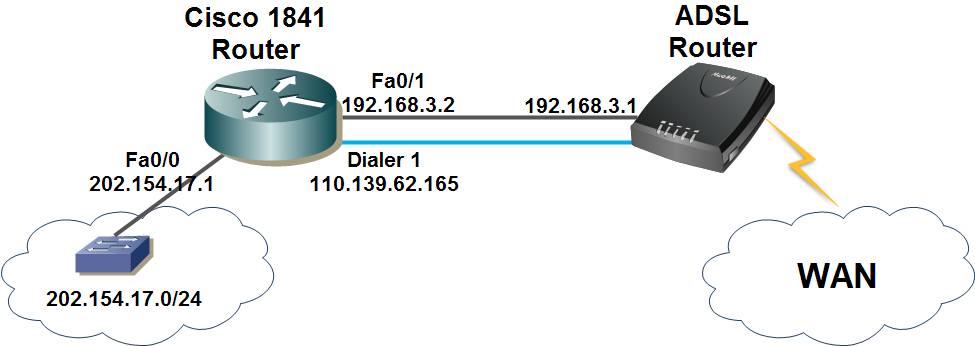 Cisco 1841
Router
ADSL
Router
Fa0/1
192.168.3.2
192.168.3.1
Fa0/0
202.154.17.1
Dialer 1
110.139.62.165
202.154.17.0/24
WAN